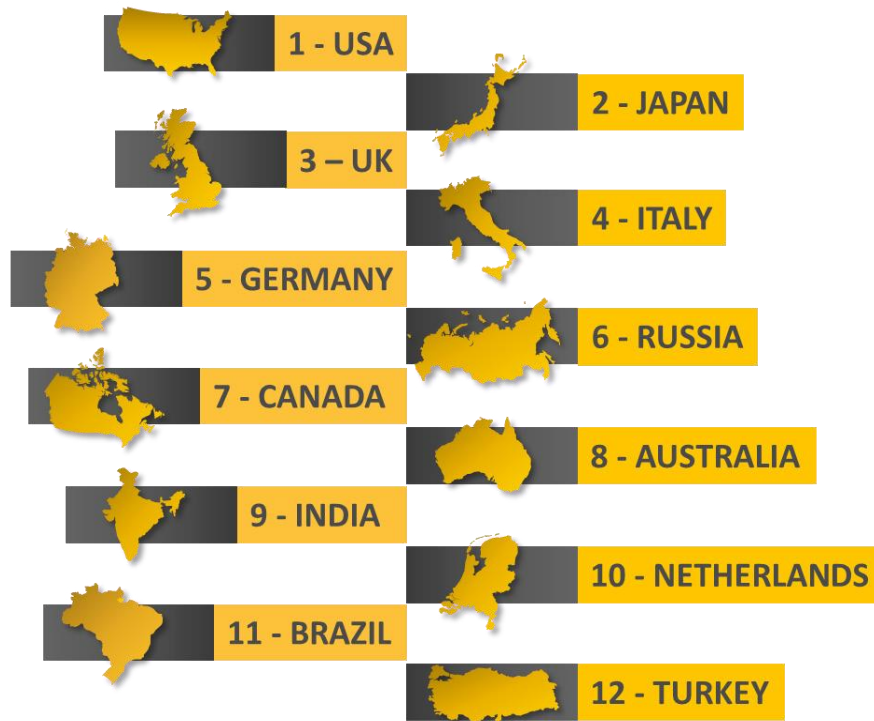 1 - USA
2 - JAPAN
3 – UK
4 - ITALY
5 - GERMANY
6 - RUSSIA
7 - CANADA
8 - AUSTRALIA
9 - INDIA
10 - NETHERLANDS
11 - BRAZIL
12 - TURKEY